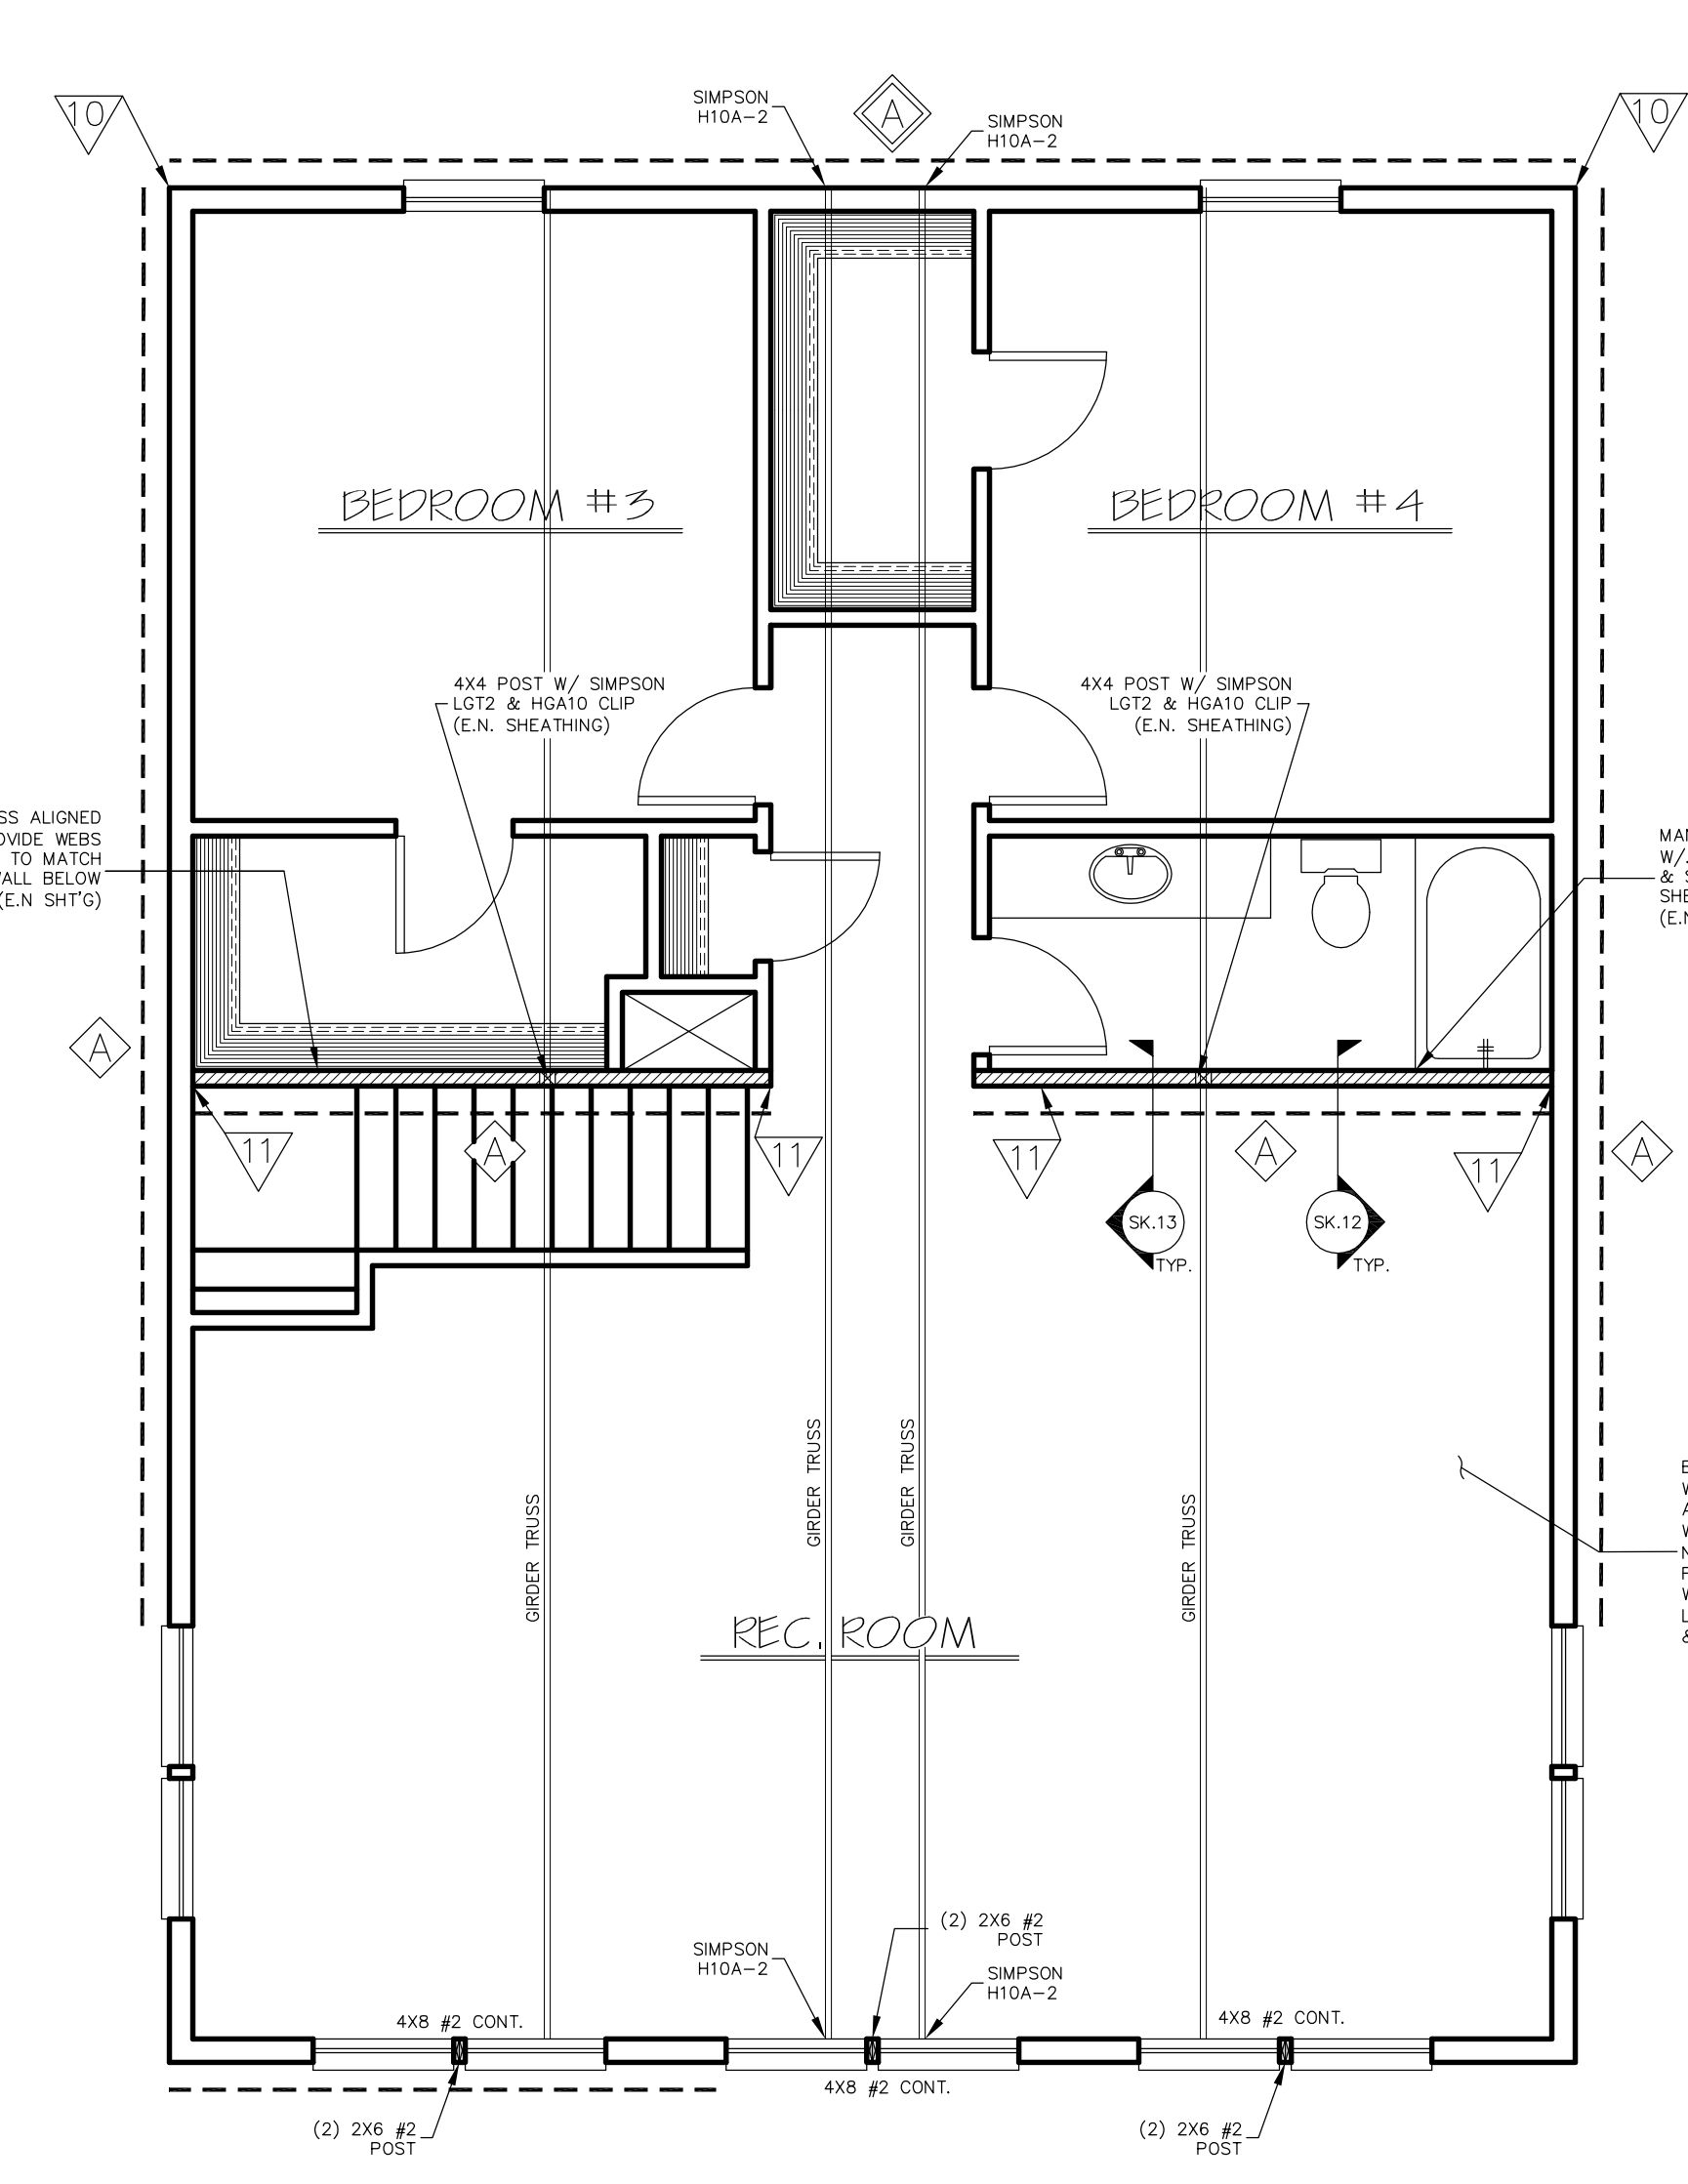 10
SIMPSON
H10A-2
A
SIMPSON
H10A-2
10
BEDROOM #3
BEDROOM #4
4X4 POST W/ SIMPSON
LGT2 & HGA10 CLIP
(E.N. SHEATHING)
4X4 POST W/ SIMPSON
LGT2 & HGA10 CLIP
(E.N. SHEATHING)
ALIGNED
WEBS
TO MATCH
BELOW
(E.N SHT'G)
W/
&
A
A
11
11
11
A
11
A
SK.13
TYP.
SK.12
TYP.
GIRDER TRUSS
GIRDER TRUSS
GIRDER TRUSS
GIRDER TRUSS
REC. ROOM
&
(2) 2X6 #2
POST
SIMPSON
H10A-2
SIMPSON
H10A-2
4X8 #2 CONT.
4X8 #2 CONT.
4X8 #2 CONT.
(2) 2X6 #2
POST
(2) 2X6 #2
POST